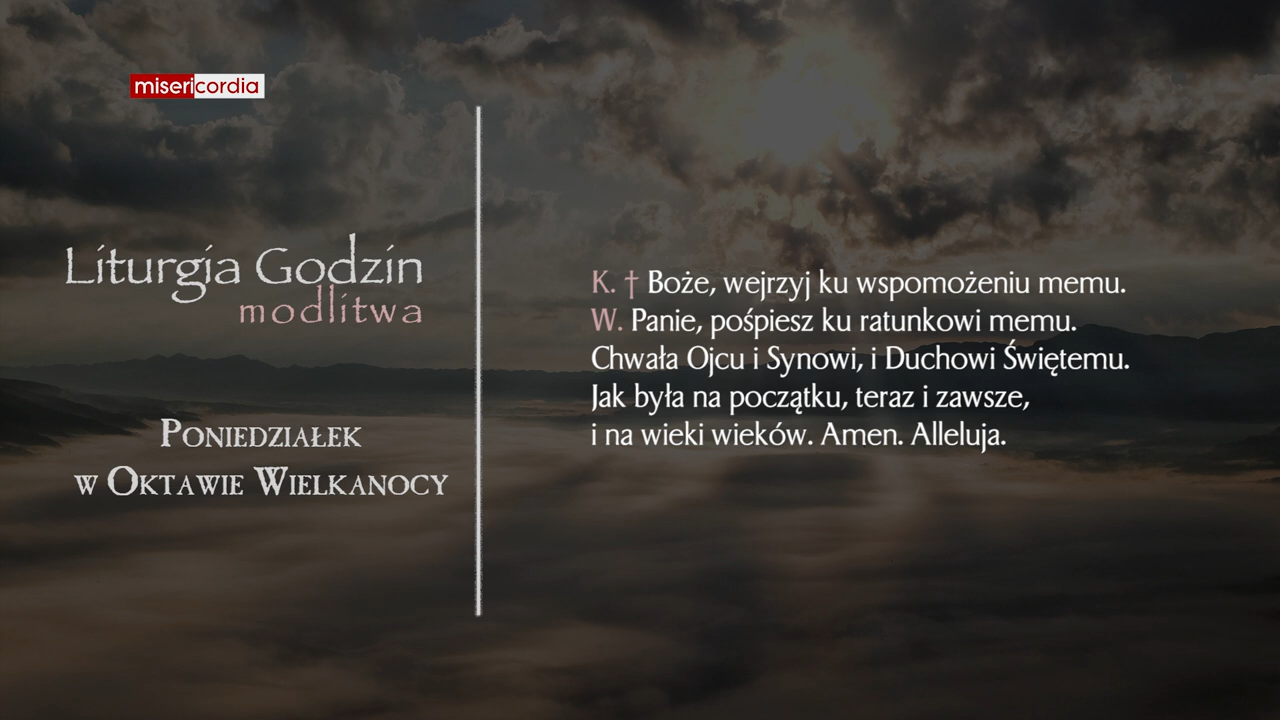 misericordia
Liturgia Godzin
modlitwa
Poniedziałek
w Oktawie Wielkanocy
K. † Boże, wejrzyj ku wspomożeniu memu.
W. Panie, pośpiesz ku ratunkowi memu.
Chwała Ojcu i Synowi, i Duchowi Świętemu.
Jak była na początku, teraz i zawsze,
i na wieki wieków. Amen. Alleluja.